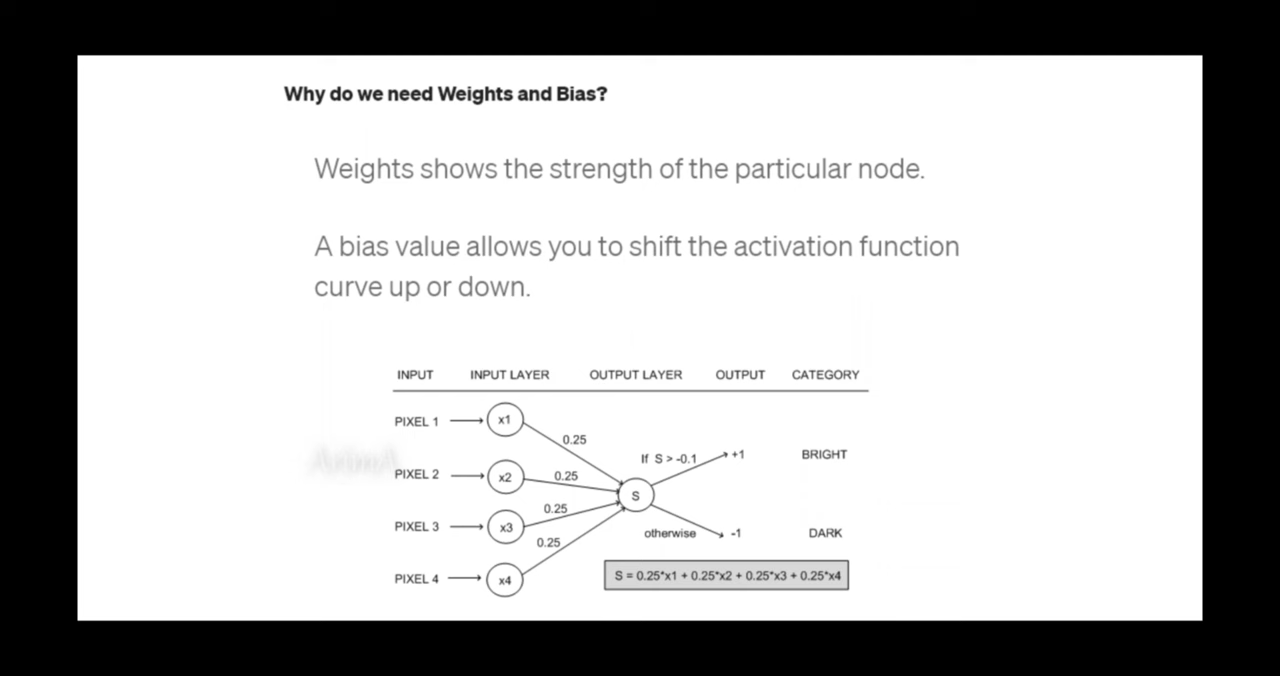 Why do we need Weights and Bias?
Weights shows the strength of the particular node.
A bias value allows you to shift the activation function
curve up or down.
INPUT INPUT LAYER OUTPUT LAYER OUTPUT CATEGORY
PIXEL 1 x1
0.25
If S > -0.1 +1 BRIGHT
PIXEL 2 x2 0.25
S
0.25
PIXEL 3 x3
otherwise -1 DARK
0.25
PIXEL 4 x4 S = 0.25*x1 + 0.25*x2 + 0.25*x3 + 0.25*x4